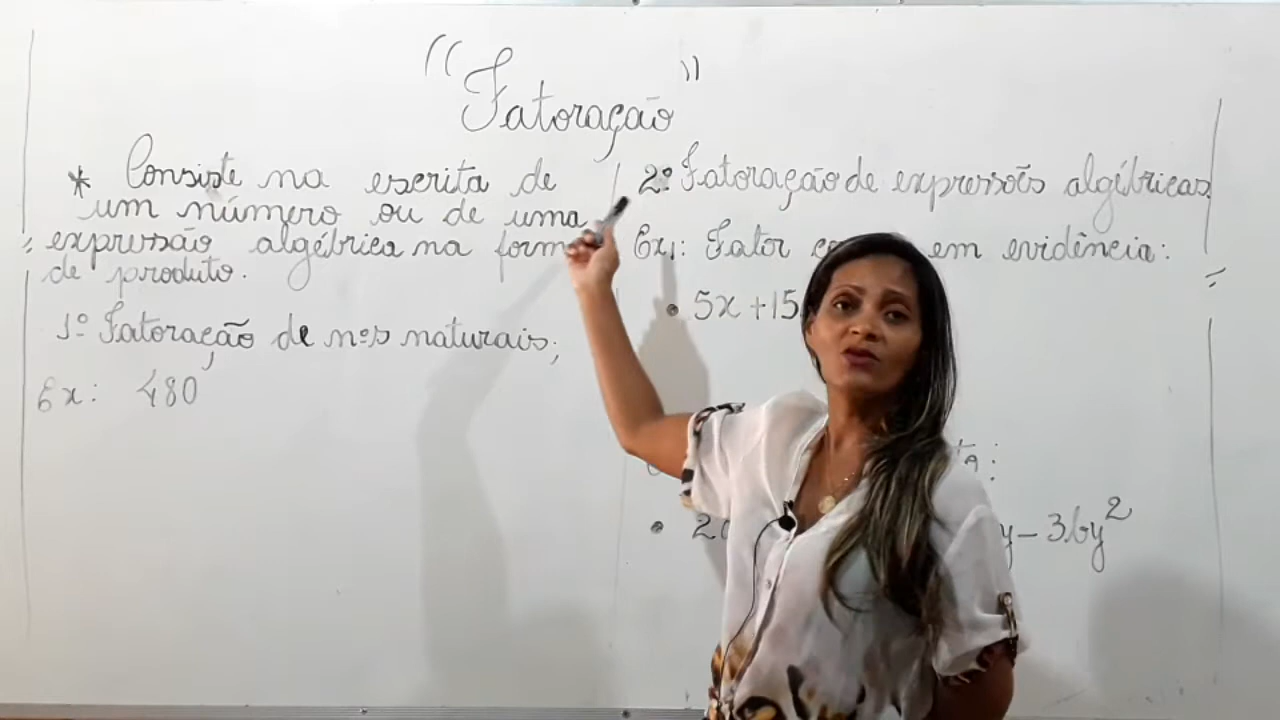 "Fatoração"
* Consiste na escrita de
um número ou de uma
expressão algébrica na form
de produto.
1º Fatoração de nºs naturais;
Ex: 480
2º Fatoração de expressões algébricas.
Ex1: Fator em evidência:
• 5x + 15
• 2 y - 3by²